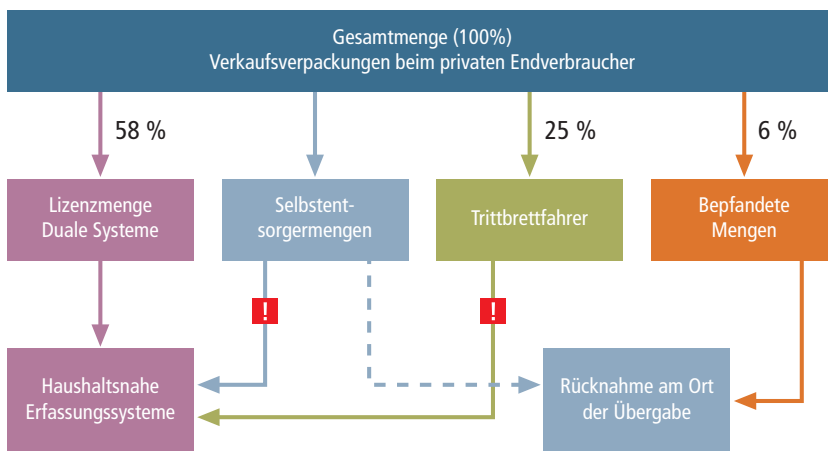 Gesamtmenge (100%)
Verkaufsverpackungen beim privaten Endverbraucher
58 %
25 %
6 %
Lizenzmenge
Duale Systeme
Selbstent-
sorgermengen
Trittbrettfahrer
Bepfandete
Mengen
!
!
Haushaltsnahe
Erfassungssysteme
Rücknahme am Ort
der Übergabe